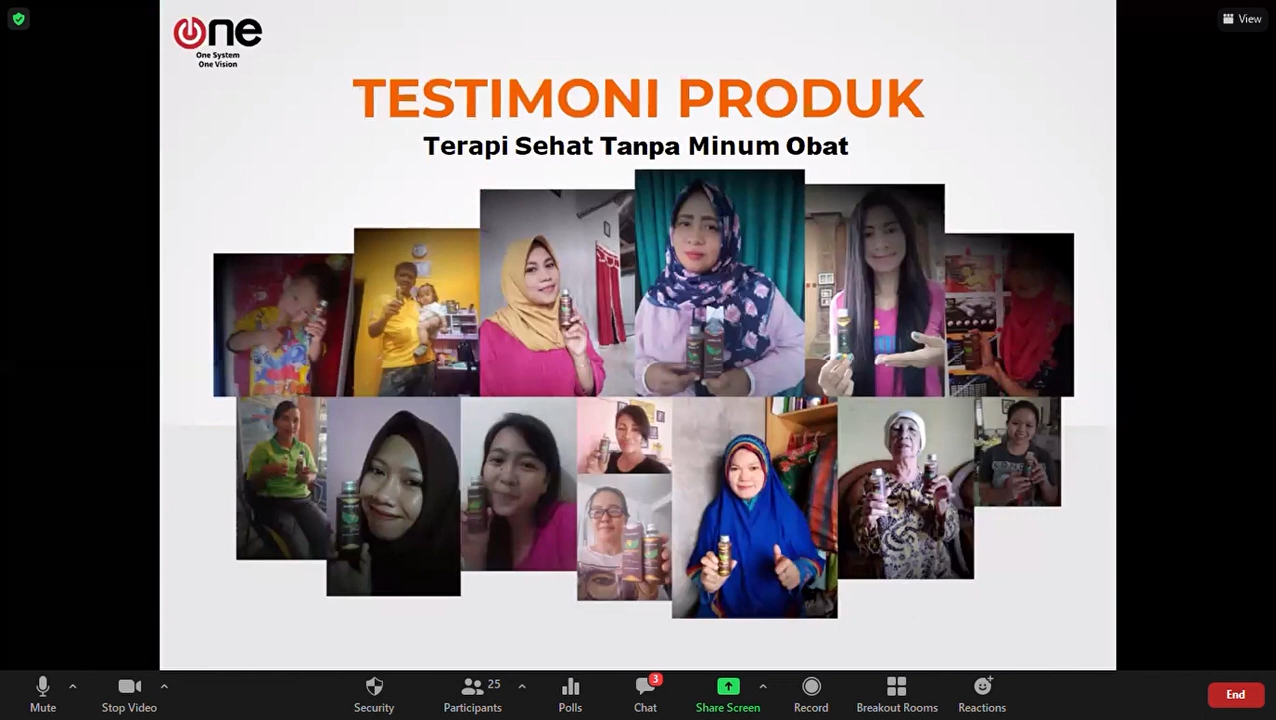 View
One
One System
One Vision
TESTIMONI PRODUK
Terapi Sehat Tanpa Minum Obat
Mute
Stop Video
Security
25
Participants
Polls
3
Chat
Share Screen
Record
Breakout Rooms
Reactions
End